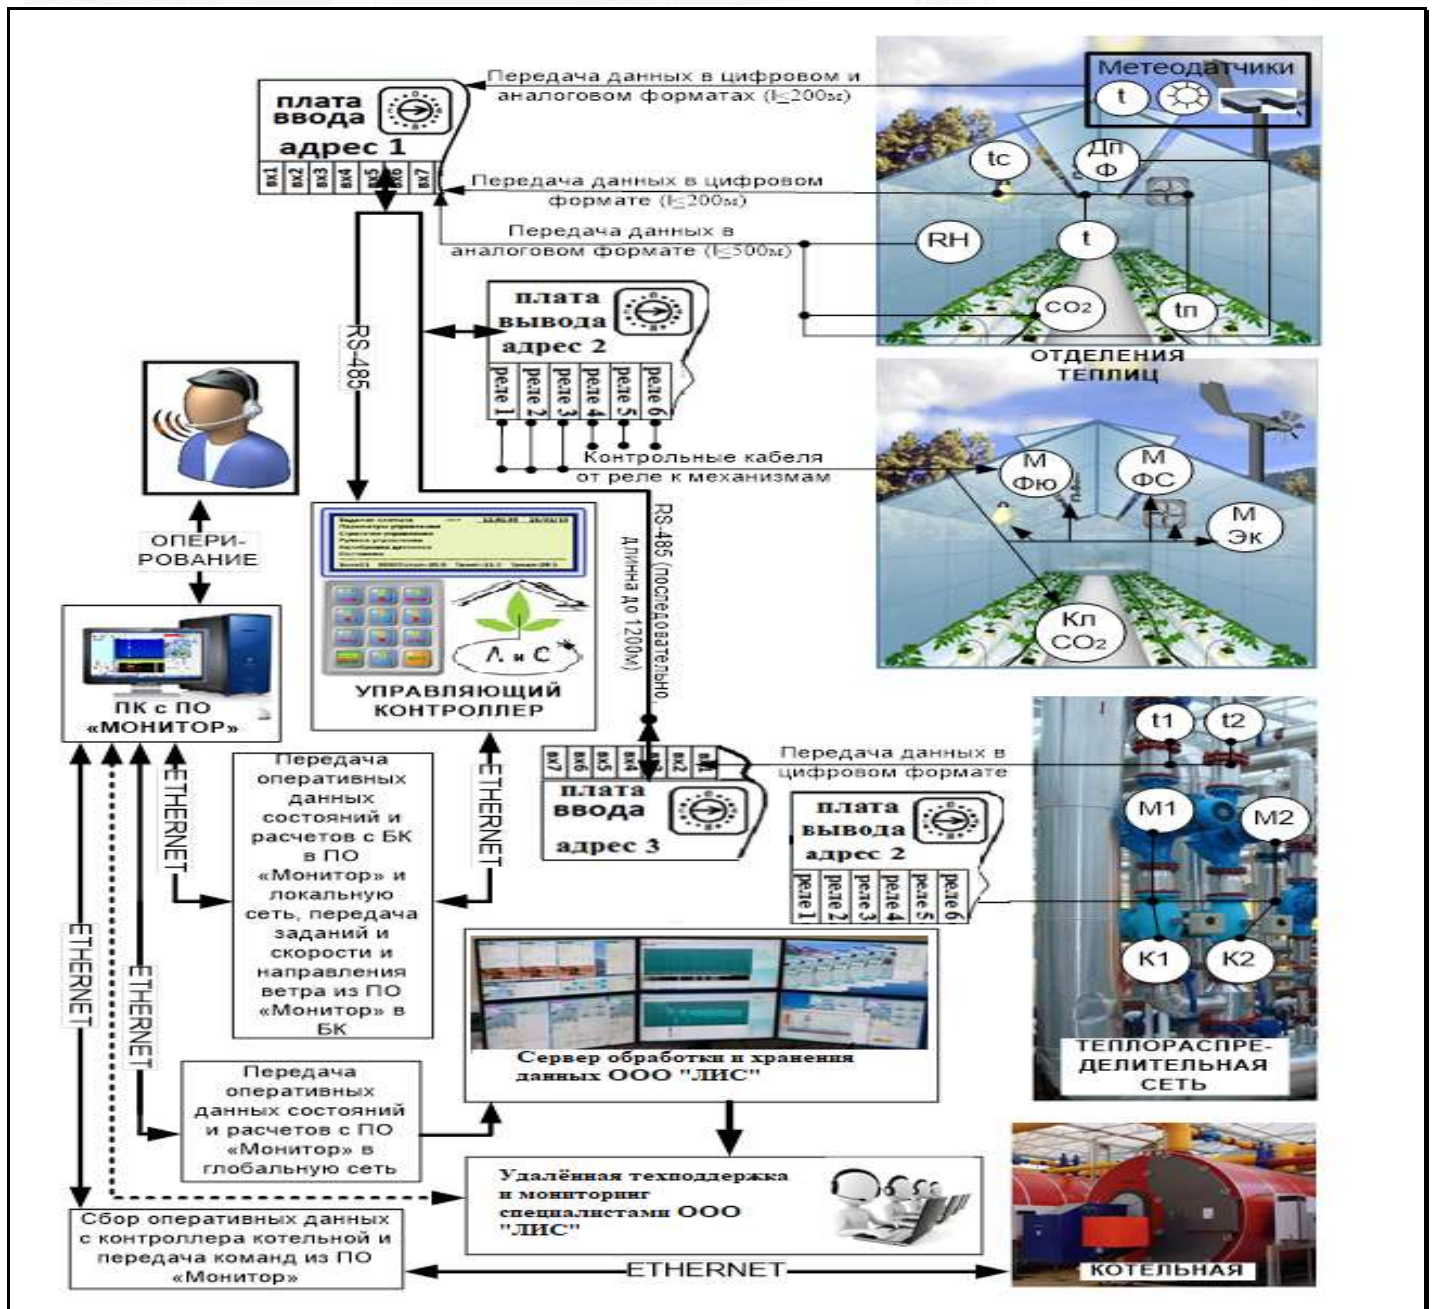 Метеодатчики
t
Передача данных в цифровом и
аналоговом форматах (l≤200м)
плата
ввода
адрес 1
вх1
вх2
вх3
вх4
вх5
вх6
вх7
tc
Дп
Ф
Передача данных в цифровом
формате (l≤200м)
Передача данных в
аналоговом формате (l≤500м)
RH
t
CO2
tп
ОТДЕЛЕНИЯ
ТЕПЛИЦ
плата
вывода
адрес 2
реле 1
реле 2
реле 3
реле 4
реле 5
реле 6
RS-485
Контрольные кабеля
от реле к механизмам
М
Фю
М
ФС
М
Эк
Кл
CO2
ОПЕРИ-
РОВАНИЕ
RS-485 (последовательно,
длинна до 1200м)
Л и С
УПРАВЛЯЮЩИЙ
КОНТРОЛЛЕР
ПК с ПО
«МОНИТОР»
t1
t2
вх7
вх6
вх5
вх4
вх2
плата
ввода
адрес 3
Передача данных в
цифровом формате
плата
вывода
адрес 2
реле 1
реле 2
реле 3
реле 4
реле 5
реле 6
М1
М2
К1
К2
ТЕПЛОРАСПРЕ-
ДЕЛИТЕЛЬНАЯ
СЕТЬ
ETHERNET
ETHERNET
ETHERNET
ETHERNET
Передача
оперативных
данных
состояний и
расчетов с БК
в ПО
«Монитор» и
локальную
сеть, передача
заданий и
скорости и
направления
ветра из ПО
«Монитор» в
БК
Сервер обработки и хранения
данных ООО "ЛИС"
Передача
оперативных
данных состояний
и расчетов с ПО
«Монитор» в
глобальную сеть
Удалённая техподдержка
и мониторинг
специалистами ООО
"ЛИС"
Сбор оперативных данных
с контроллера котельной и
передача команд из ПО
«Монитор»
ETHERNET
КОТЕЛЬНАЯ